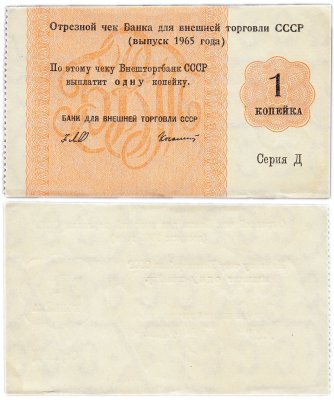 Отрезной чек Банка для внешней торговли СССР
(выпуск 1965 года)
По этому чеку Внешторгбанк СССР
выплатит ОДНУ копейку.
БАНК ДЛЯ ВНЕШНЕЙ ТОРГОВЛИ СССР
1
КОПЕЙКА
Серия Д